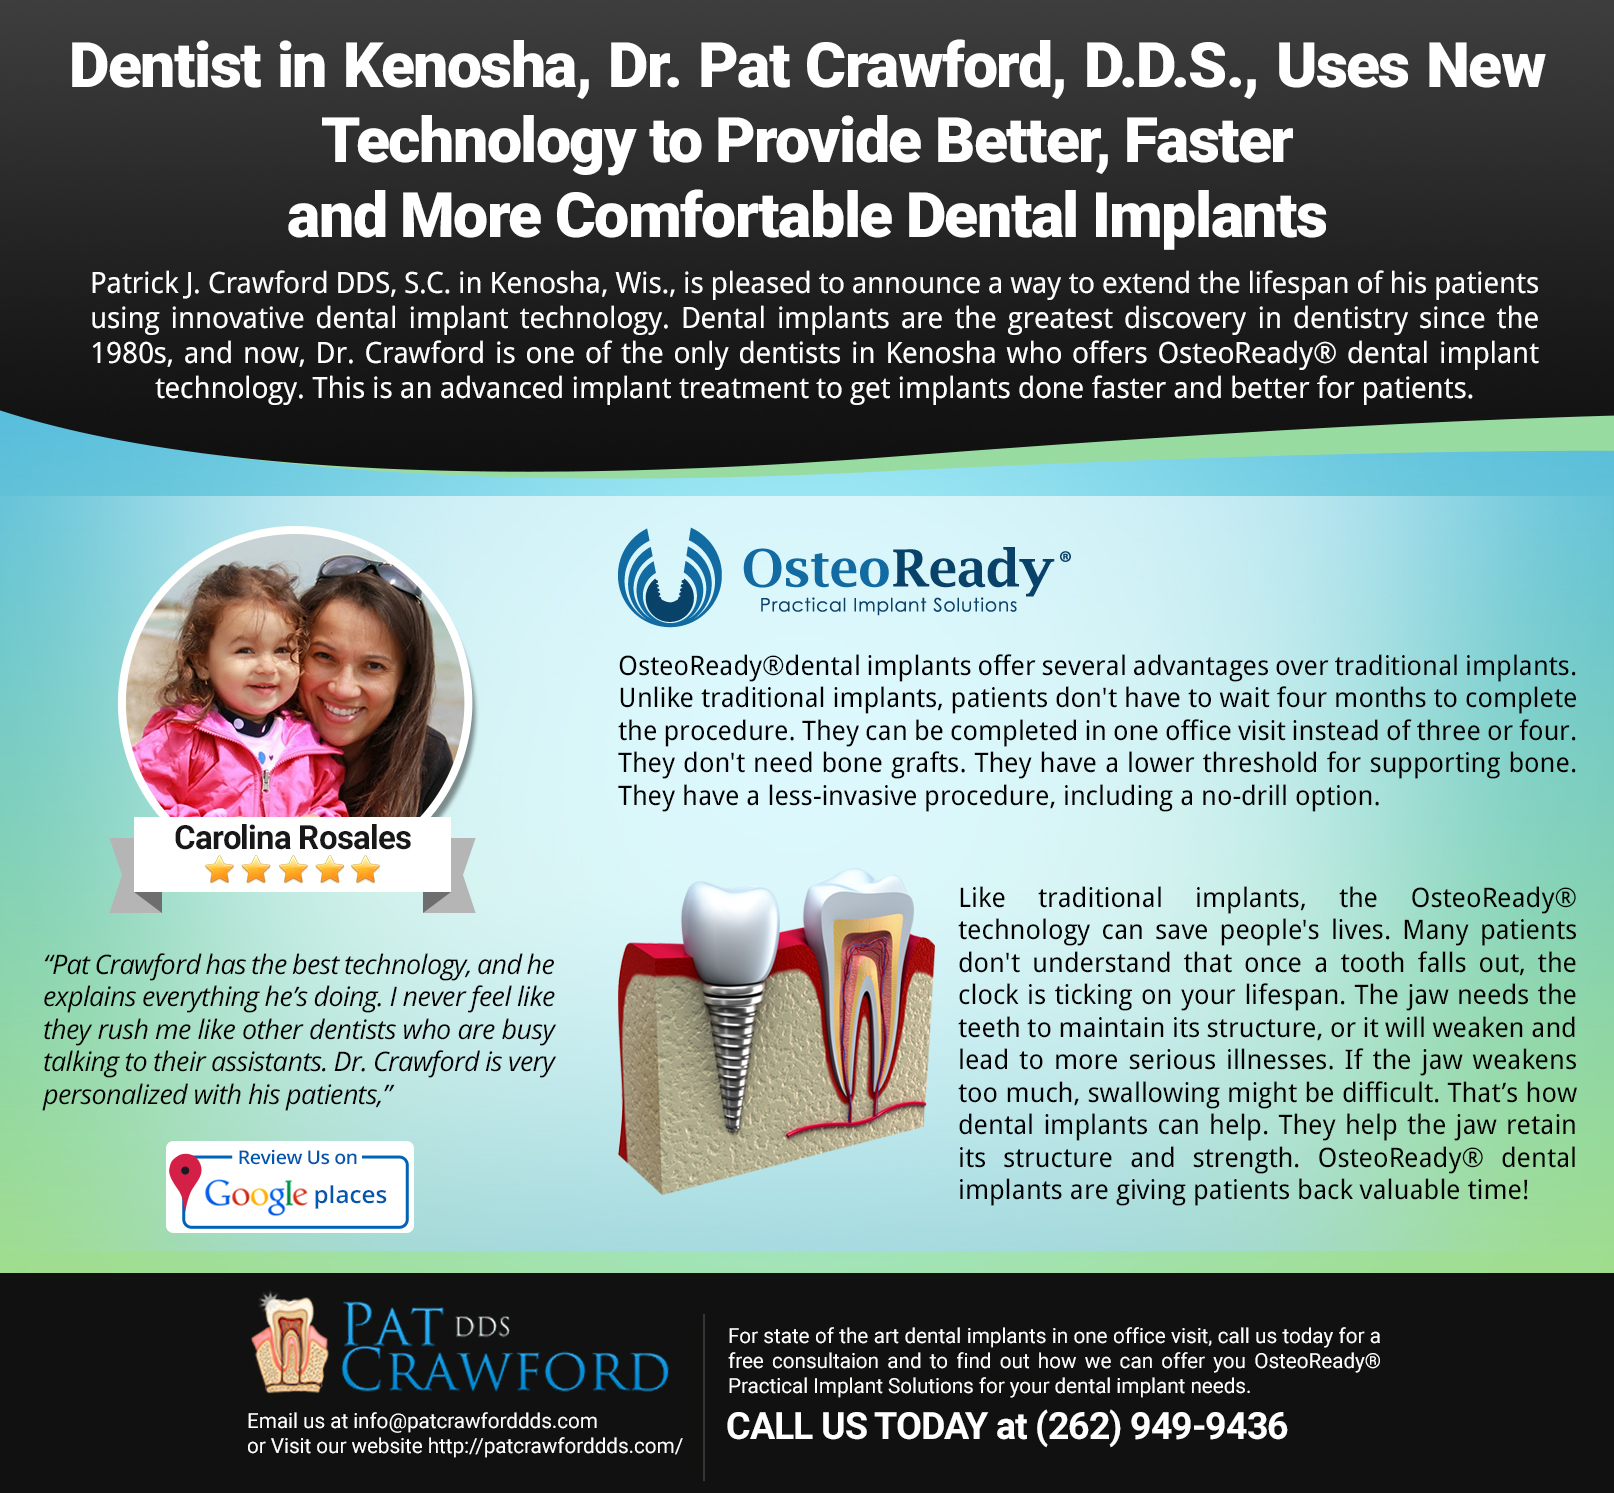 Dentist in Kenosha, Dr. Pat Crawford, D.D.S., Uses New
Technology to Provide Better, Faster
and More Comfortable Dental Implants
Patrick J. Crawford DDS, S.C. in Kenosha, Wis., is pleased to announce a way to extend the lifespan of his patients
using innovative dental implant technology. Dental implants are the greatest discovery in dentistry since the
1980s, and now, Dr. Crawford is one of the only dentists in Kenosha who offers OsteoReady® dental implant
technology. This is an advanced implant treatment to get implants done faster and better for patients.
Carolina Rosales
“Pat Crawford has the best technology, and he
explains everything he’s doing. I never feel like
they rush me like other dentists who are busy
talking to their assistants. Dr. Crawford is very
personalized with his patients,”
Review Us on
Google places
OsteoReady®
Practical Implant Solutions
OsteoReady®dental implants offer several advantages over traditional implants.
Unlike traditional implants, patients don't have to wait four months to complete
the procedure. They can be completed in one office visit instead of three or four.
They don't need bone grafts. They have a lower threshold for supporting bone.
They have a less-invasive procedure, including a no-drill option.
Like traditional implants, the OsteoReady®
technology can save people's lives. Many patients
don't understand that once a tooth falls out, the
clock is ticking on your lifespan. The jaw needs the
teeth to maintain its structure, or it will weaken and
lead to more serious illnesses. If the jaw weakens
too much, swallowing might be difficult. That’s how
dental implants can help. They help the jaw retain
its structure and strength. OsteoReady® dental
implants are giving patients back valuable time!
PAT DDS
CRAWFORD
Email us at info@patcrawforddds.com
or Visit our website http://patcrawforddds.com/
For state of the art dental implants in one office visit, call us today for a
free consultaion and to find out how we can offer you OsteoReady®
Practical Implant Solutions for your dental implant needs.
CALL US TODAY at (262) 949-9436